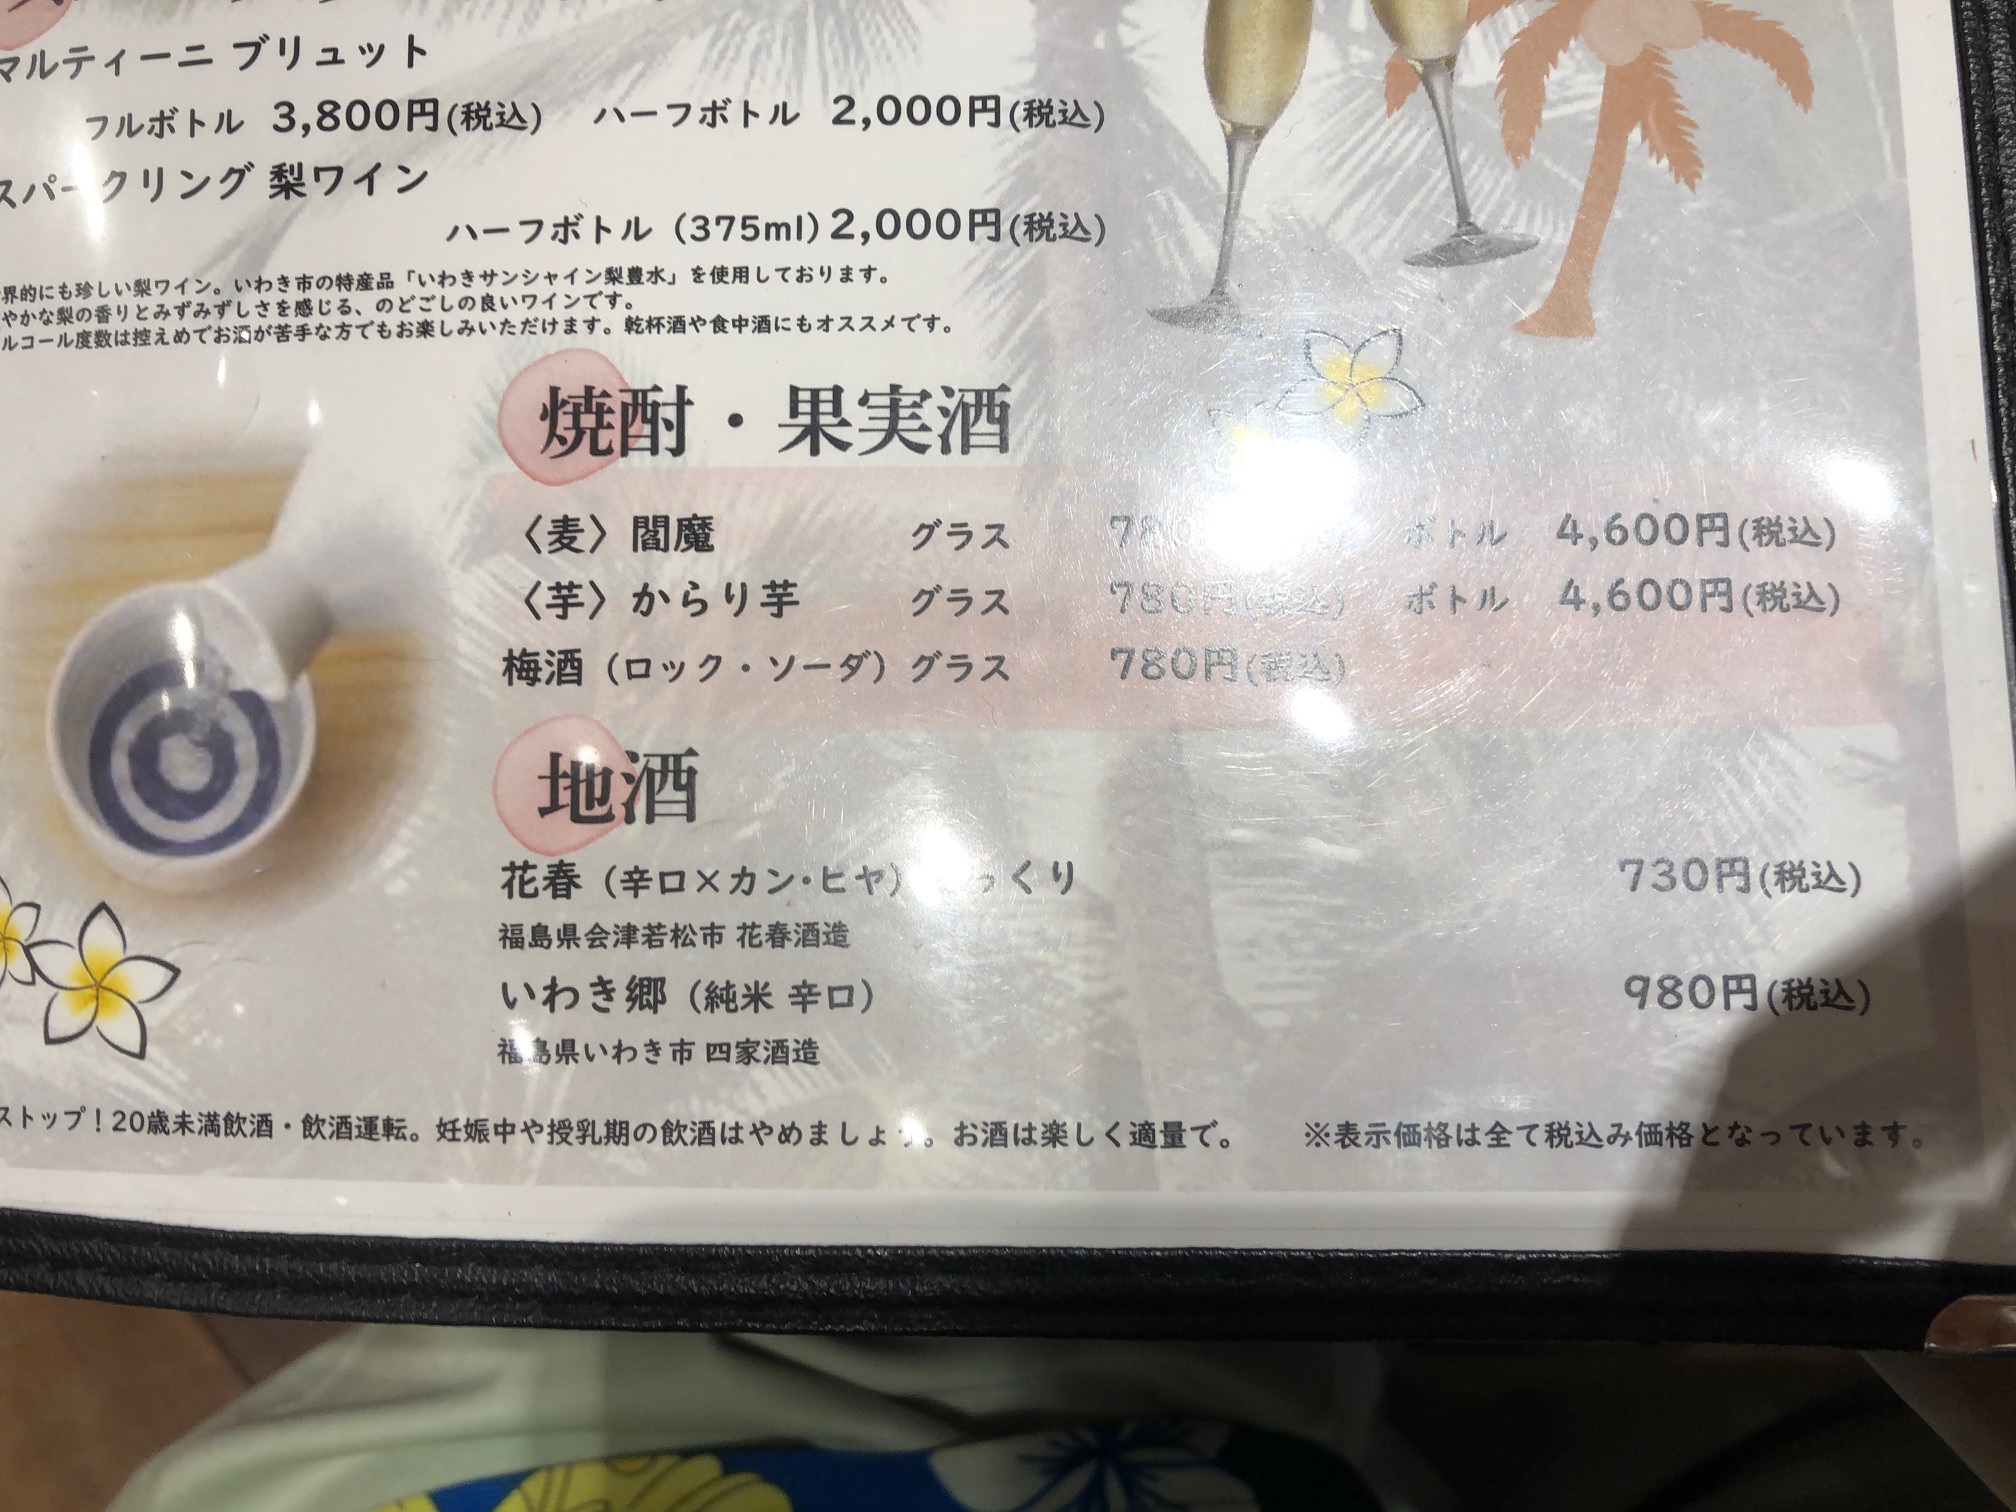 マルティーニ ブリュット
フルボトル 3,800円(税込) ハーフボトル 2,000円(税込)
スパークリング 梨ワイン
ハーフボトル (375ml) 2,000円(税込)
界的にも珍しい梨ワイン。いわき市の特産品「いわきサンシャイン梨豊水」を使用しております。
やかな梨の香りとみずみずしさを感じる、のどごしの良いワインです。
ルコール度数は控えめでお酒が苦手な方でもお楽しみいただけます。乾杯酒や食中酒にもオススメです。
焼酎・果実酒
〈麦〉閻魔 グラス 780 ボトル 4,600円(税込)
〈芋〉からり芋 グラス 780円(税込) ボトル 4,600円(税込)
梅酒（ロック・ソーダ）グラス 780円(税込)
地酒
花春（辛口×カン・ヒヤ） っくり 730円(税込)
福島県会津若松市 花春酒造
いわき郷（純米 辛口） 980円(税込)
福島県いわき市 四家酒造
ストップ！20歳未満飲酒・飲酒運転。妊娠中や授乳期の飲酒はやめましょう。お酒は楽しく適量で。 ※表示価格は全て税込み価格となっています。